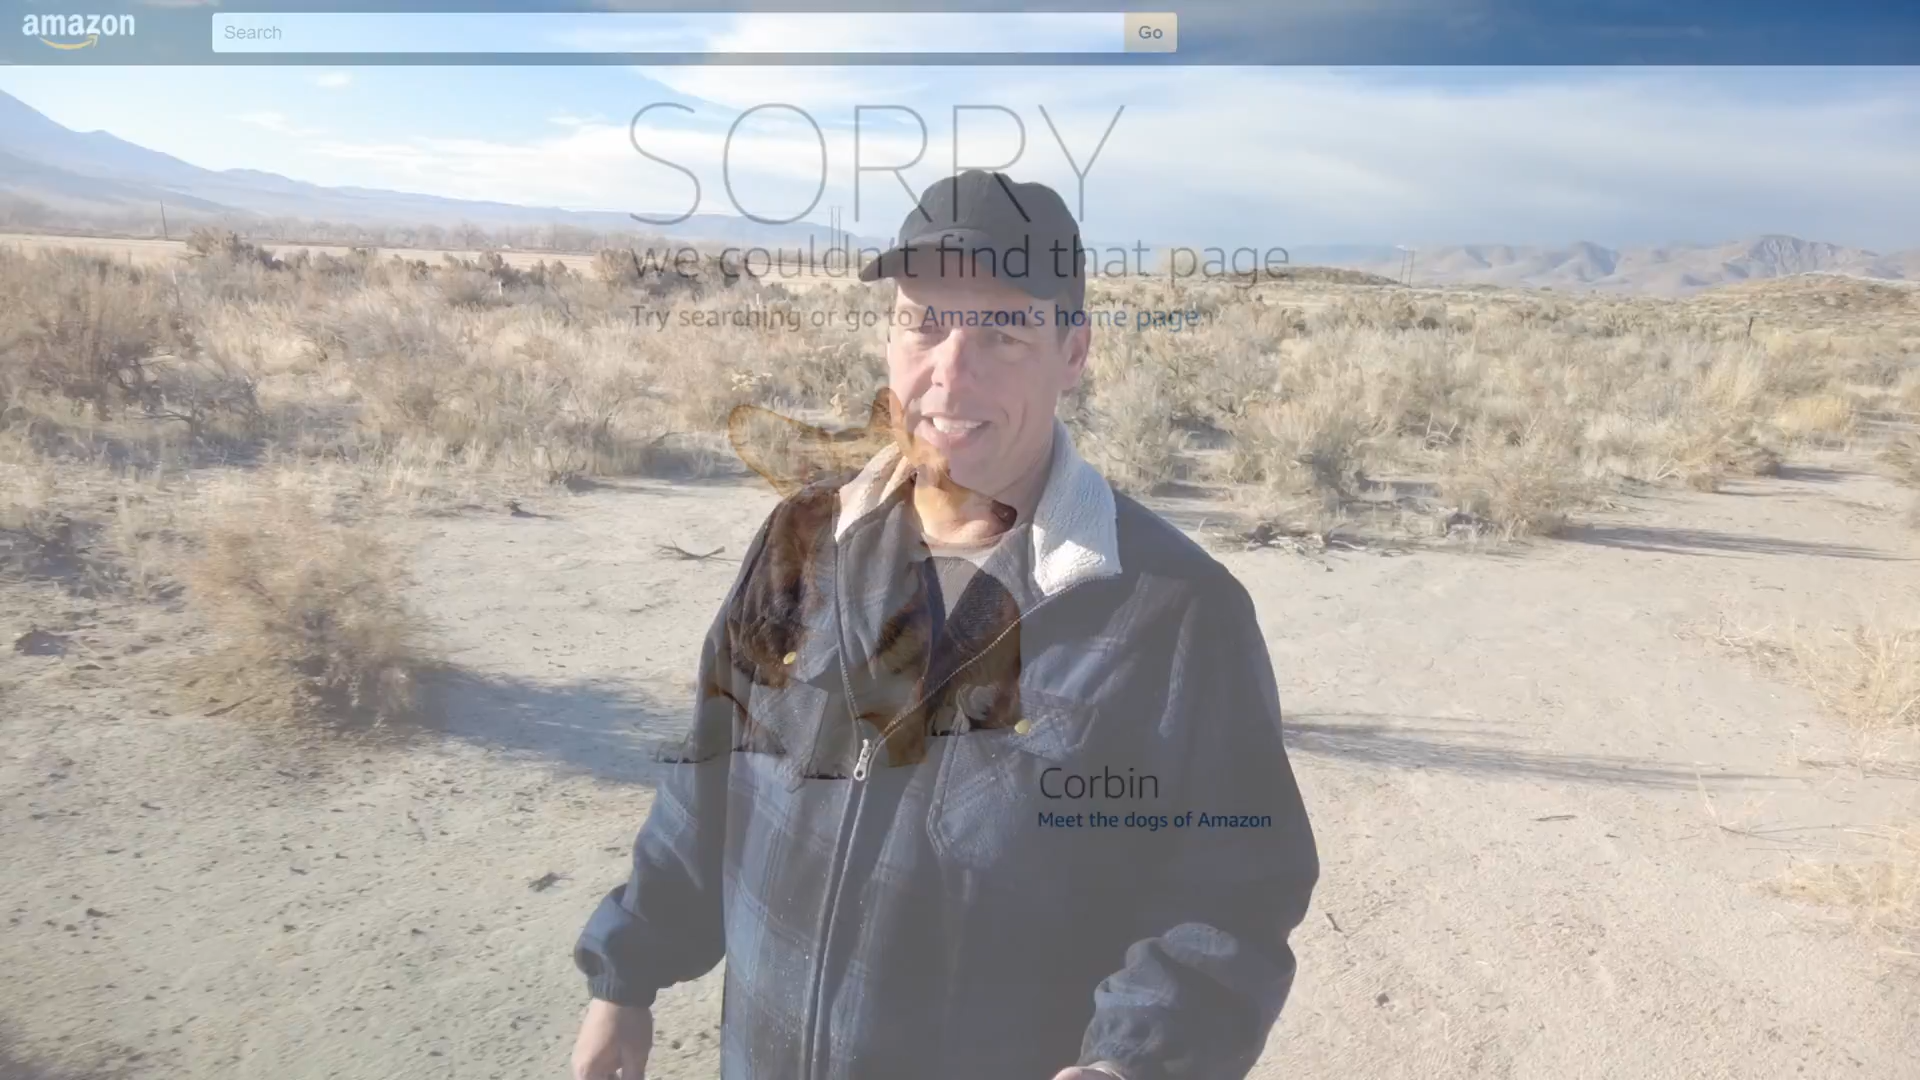 amazon
Search
Go
SORRY
we couldn't find that page
Try searching or go to Amazon's home page.
Corbin
Meet the dogs of Amazon